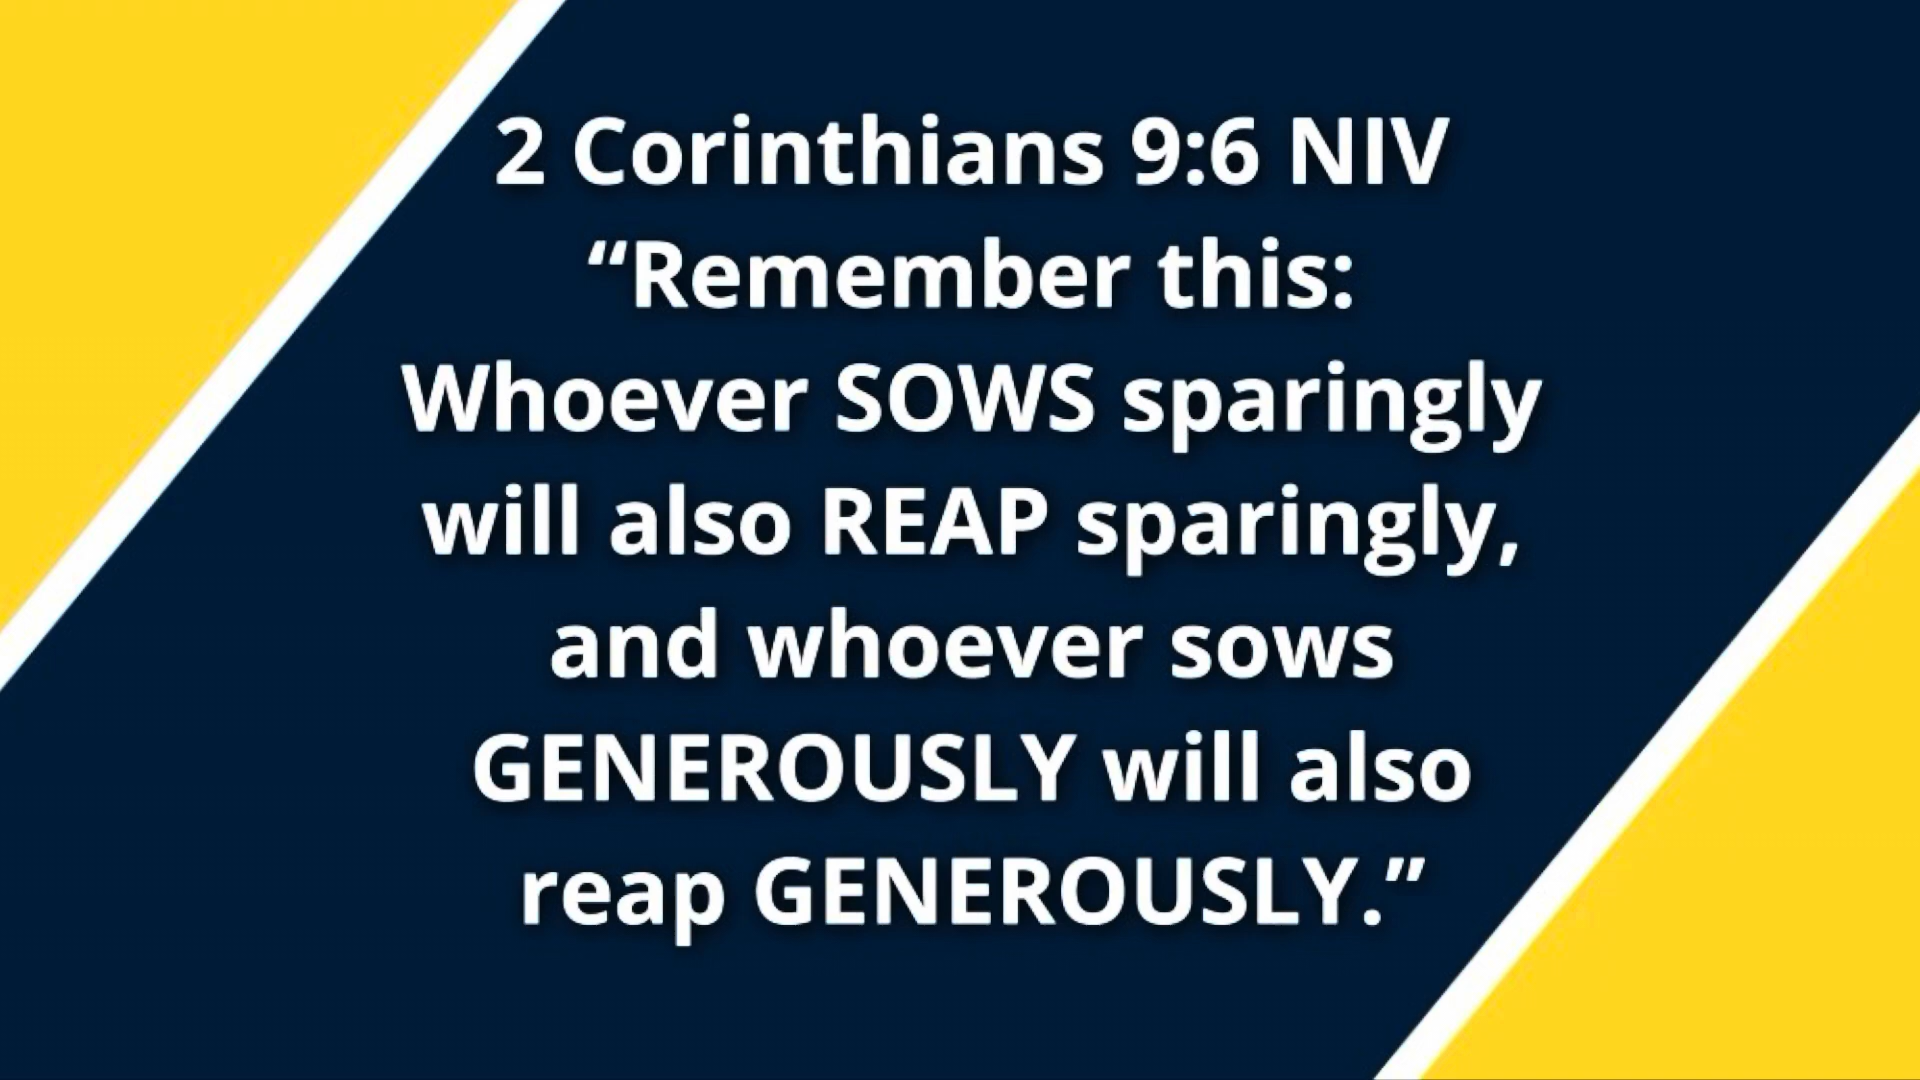 2 Corinthians 9:6 NIV
“Remember this:
Whoever SOWS sparingly
will also REAP sparingly,
and whoever sows
GENEROUSLY will also
reap GENEROUSLY.”